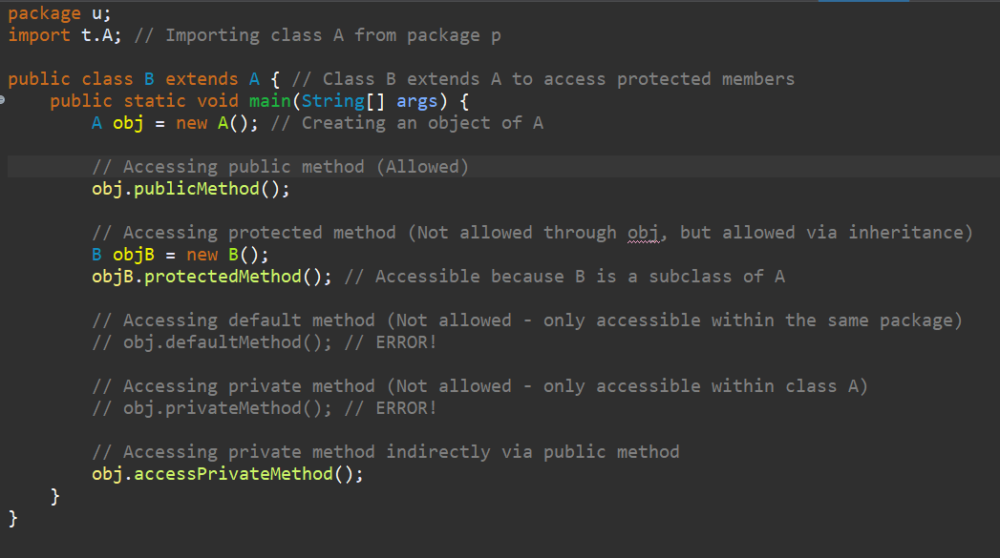 package u;
import t.A; // Importing class A from package p
public class B extends A { // Class B extends A to access protected members
    public static void main(String[] args) {
        A obj = new A(); // Creating an object of A
        // Accessing public method (Allowed)
        obj.publicMethod();
        // Accessing protected method (Not allowed through obj, but allowed via inheritance)
        B objB = new B();
        objB.protectedMethod(); // Accessible because B is a subclass of A
        // Accessing default method (Not allowed - only accessible within the same package)
        // obj.defaultMethod(); // ERROR!
        // Accessing private method (Not allowed - only accessible within class A)
        // obj.privateMethod(); // ERROR!
        // Accessing private method indirectly via public method
        obj.accessPrivateMethod();
    }
}